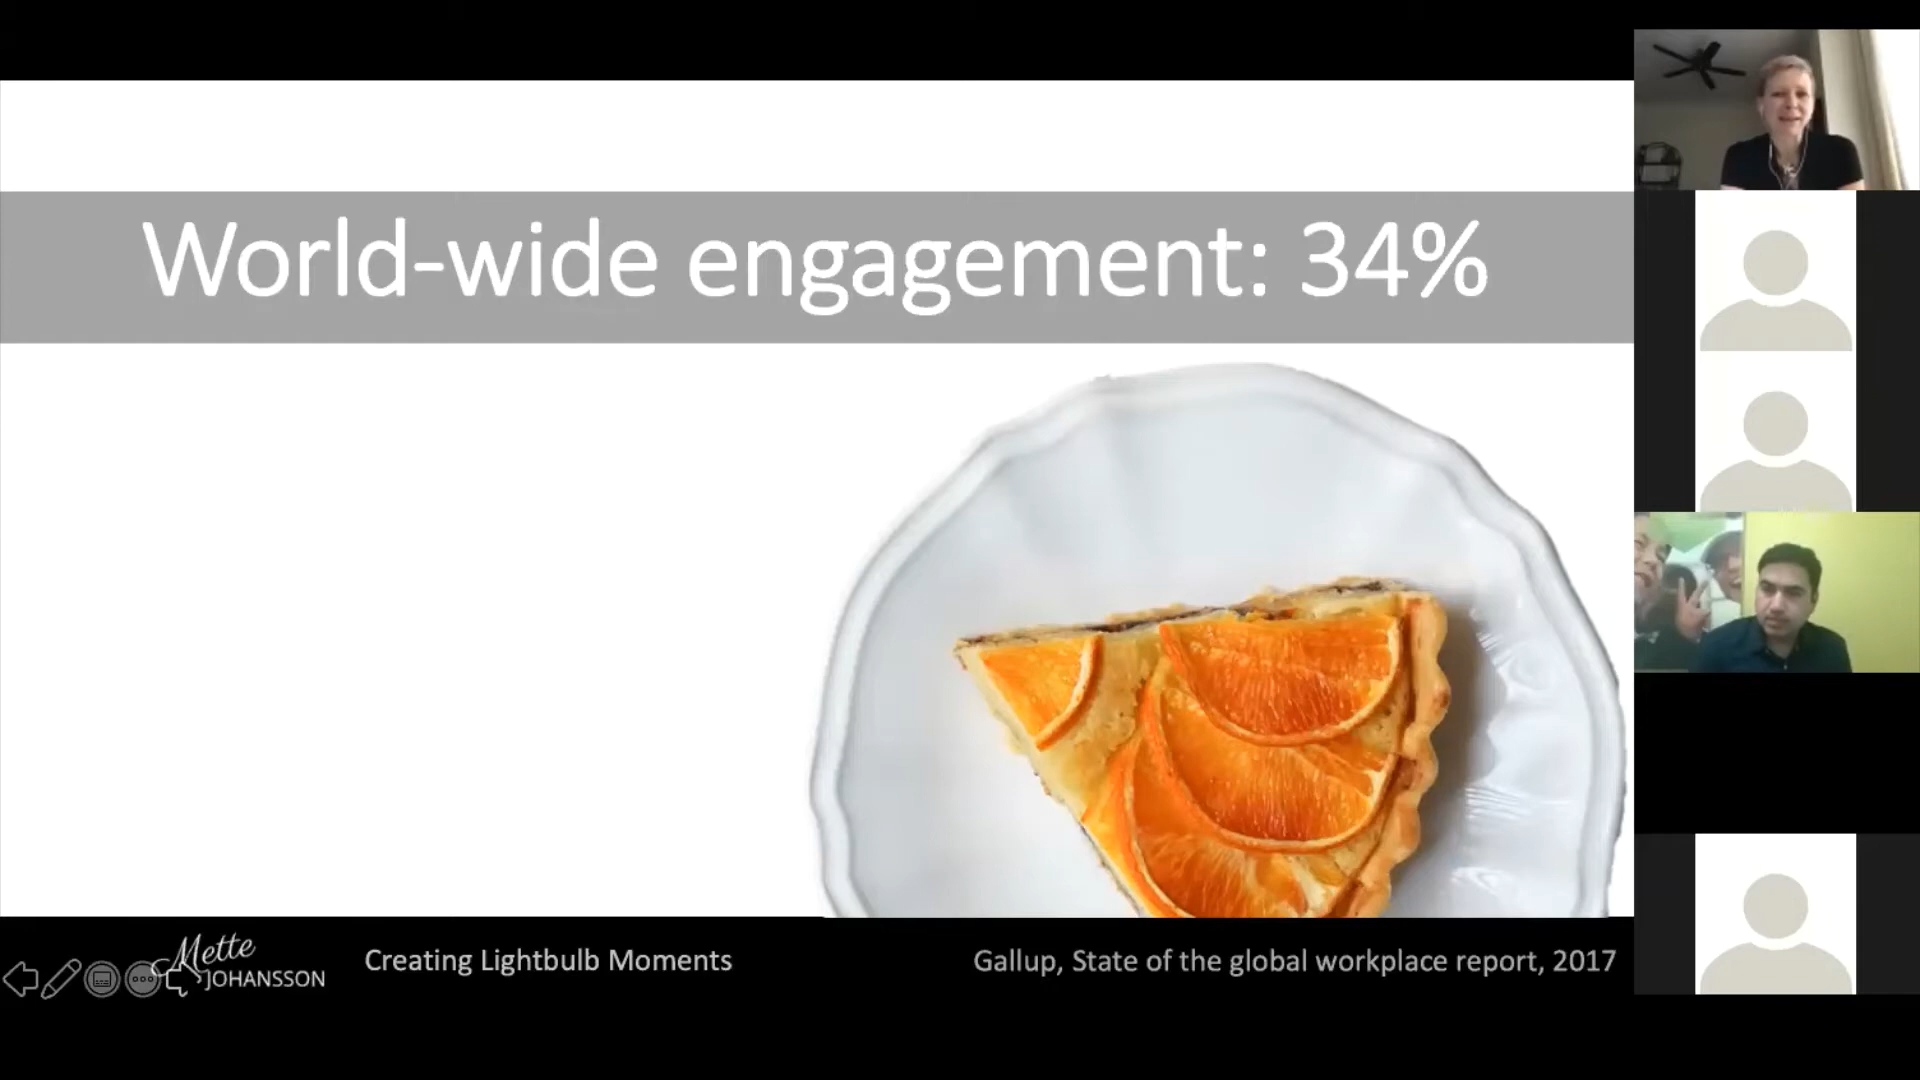 World-wide engagement: 34%
Mette
JOHANSSON
Creating Lightbulb Moments
Gallup, State of the global workplace report, 2017